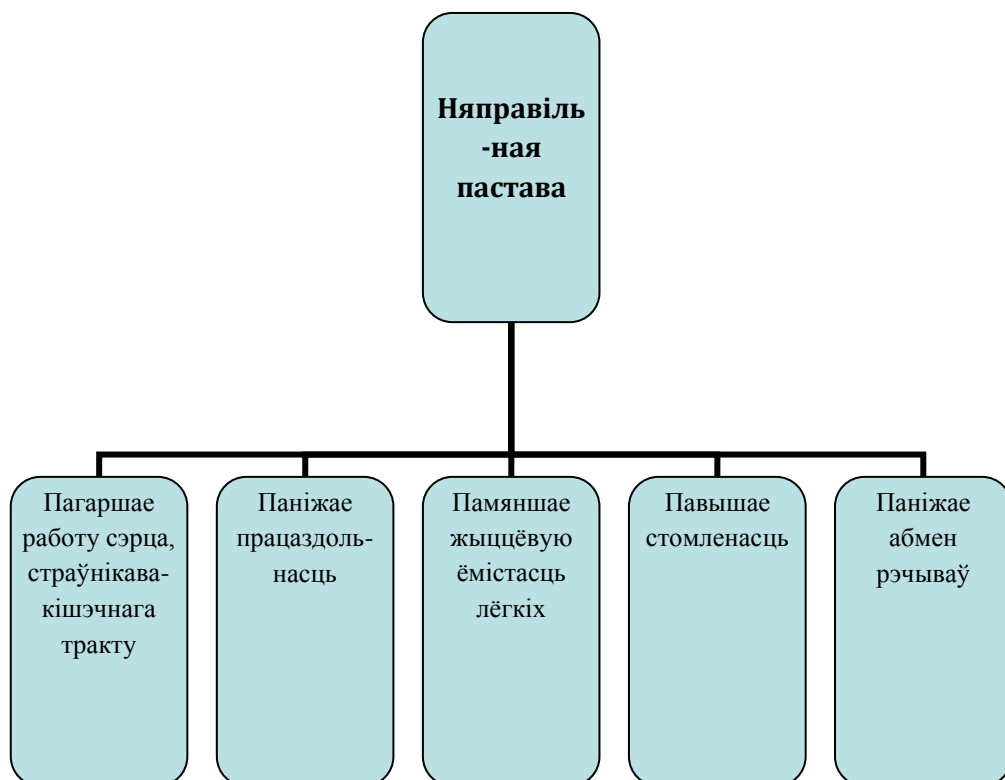 Няправіль
-ная
пастава
Пагаршае
работу сэрца,
страўнікава-
кішэчнага
тракту
Паніжае
працаздоль-
насць
Памяншае
жыццёвую
ёмістасць
лёгкіх
Павышае
стомленасць
Паніжае
абмен
рэчываў